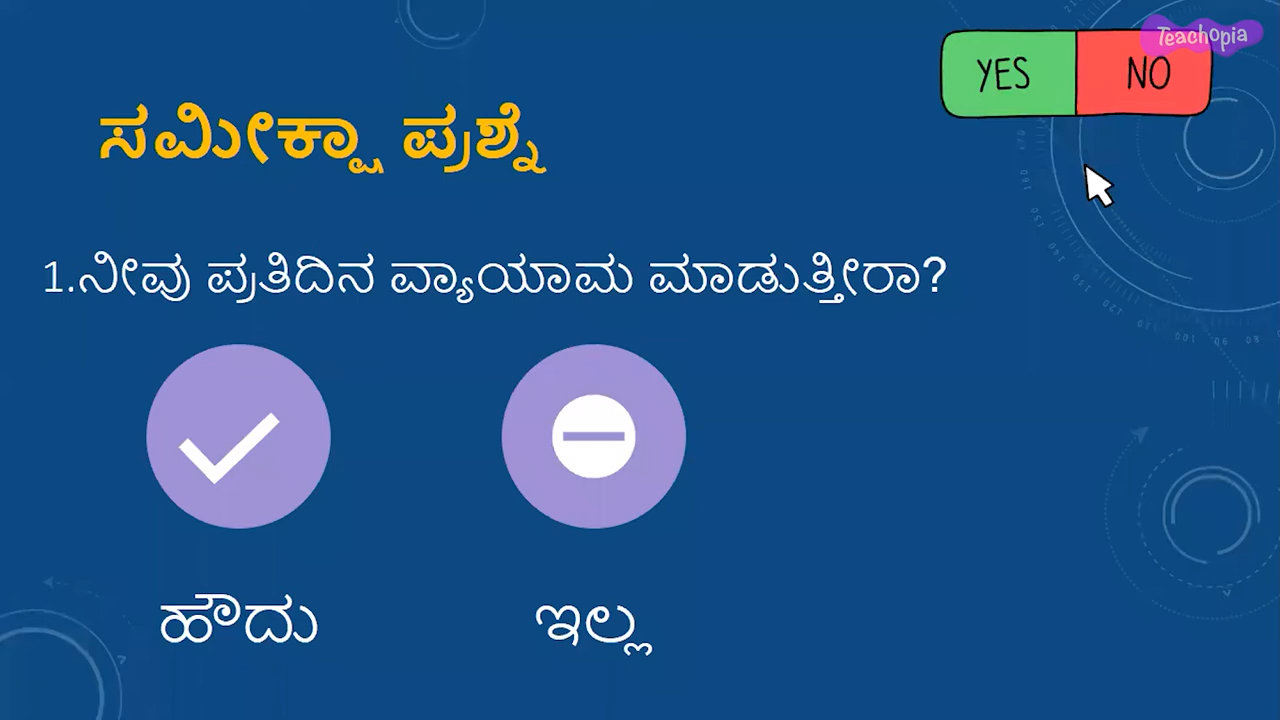 Teachopia
YES NO
ಸಮೀಕ್ಷಾ ಪ್ರಶ್ನೆ
1.ನೀವು ಪ್ರತಿದಿನ ವ್ಯಾಯಾಮ ಮಾಡುತ್ತೀರಾ?
ಹೌದು ಇಲ್ಲ